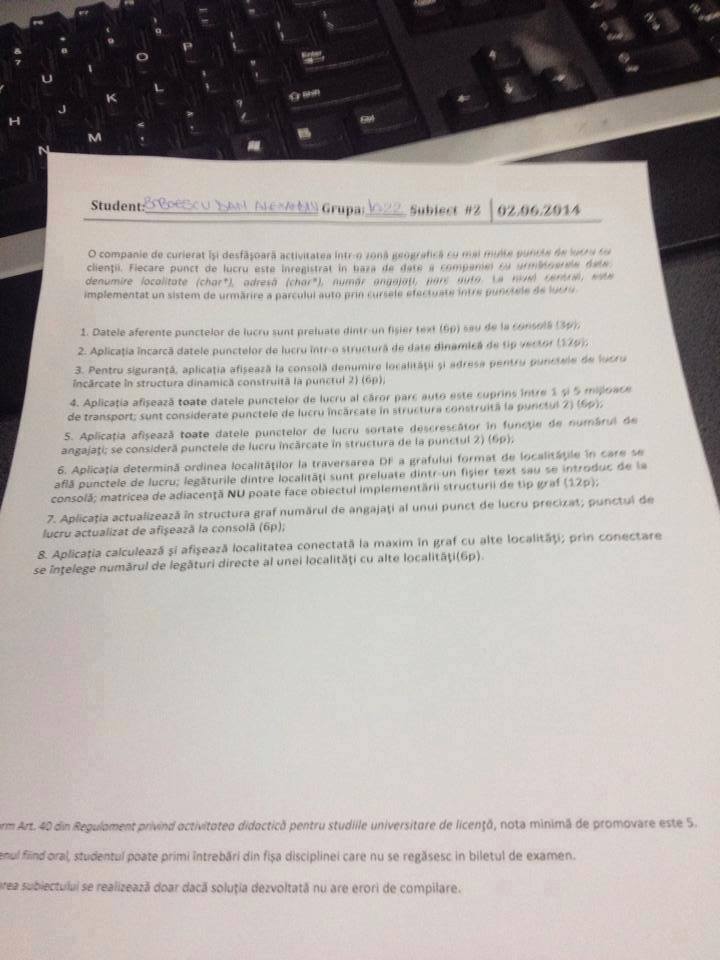 &
7
8
9
P
U
I
O
H
J
K
L
N
M
Enter
Shift
Student: DAN Grupa: 1022 Subiect #2 02.06.2014
O companie de curierat își desfășoară activitatea într-o zonă geografică cu mai multe puncte de lucru cu
clienții. Fiecare punct de lucru este înregistrat în baza de date a companiei cu următoarele date:
denumire localitate (char*), adresă (char*), număr angajați, parc auto. La nivel central, este
implementat un sistem de urmărire a parcului auto prin cursele efectuate între punctele de lucru.
1. Datele aferente punctelor de lucru sunt preluate dintr-un fișier text (6p) sau de la consolă (3p);
2. Aplicația încarcă datele punctelor de lucru într-o structură de date dinamică de tip vector (12p);
3. Pentru siguranță, aplicația afișează la consolă denumire localității și adresa pentru punctele de lucru
încărcate în structura dinamică construită la punctul 2) (6p);
4. Aplicația afișează toate datele punctelor de lucru al căror parc auto este cuprins între 1 și 5 mijloace
de transport; sunt considerate punctele de lucru încărcate în structura construită la punctul 2) (6p);
5. Aplicația afișează toate datele punctelor de lucru sortate descrescător în funcție de numărul de
angajați; se consideră punctele de lucru încărcate în structura de la punctul 2) (6p);
6. Aplicația determină ordinea localităților la traversarea DF a grafului format de localitățile în care se
află punctele de lucru; legăturile dintre localități sunt preluate dintr-un fișier text sau se introduc de la
consolă; matricea de adiacență NU poate face obiectul implementării structurii de tip graf (12p);
7. Aplicația actualizează în structura graf numărul de angajați al unui punct de lucru precizat; punctul de
lucru actualizat de afișează la consolă (6p);
8. Aplicația calculează și afișează localitatea conectată la maxim în graf cu alte localități; prin conectare
se înțelege numărul de legături directe al unei localități cu alte localități(6p).
rm Art. 40 din Regulament privind activitatea didactică pentru studiile universitare de licență, nota minimă de promovare este 5.
enul fiind oral, studentul poate primi întrebări din fișa disciplinei care nu se regăsesc in biletul de examen.
area subiectului se realizează doar dacă soluția dezvoltată nu are erori de compilare.